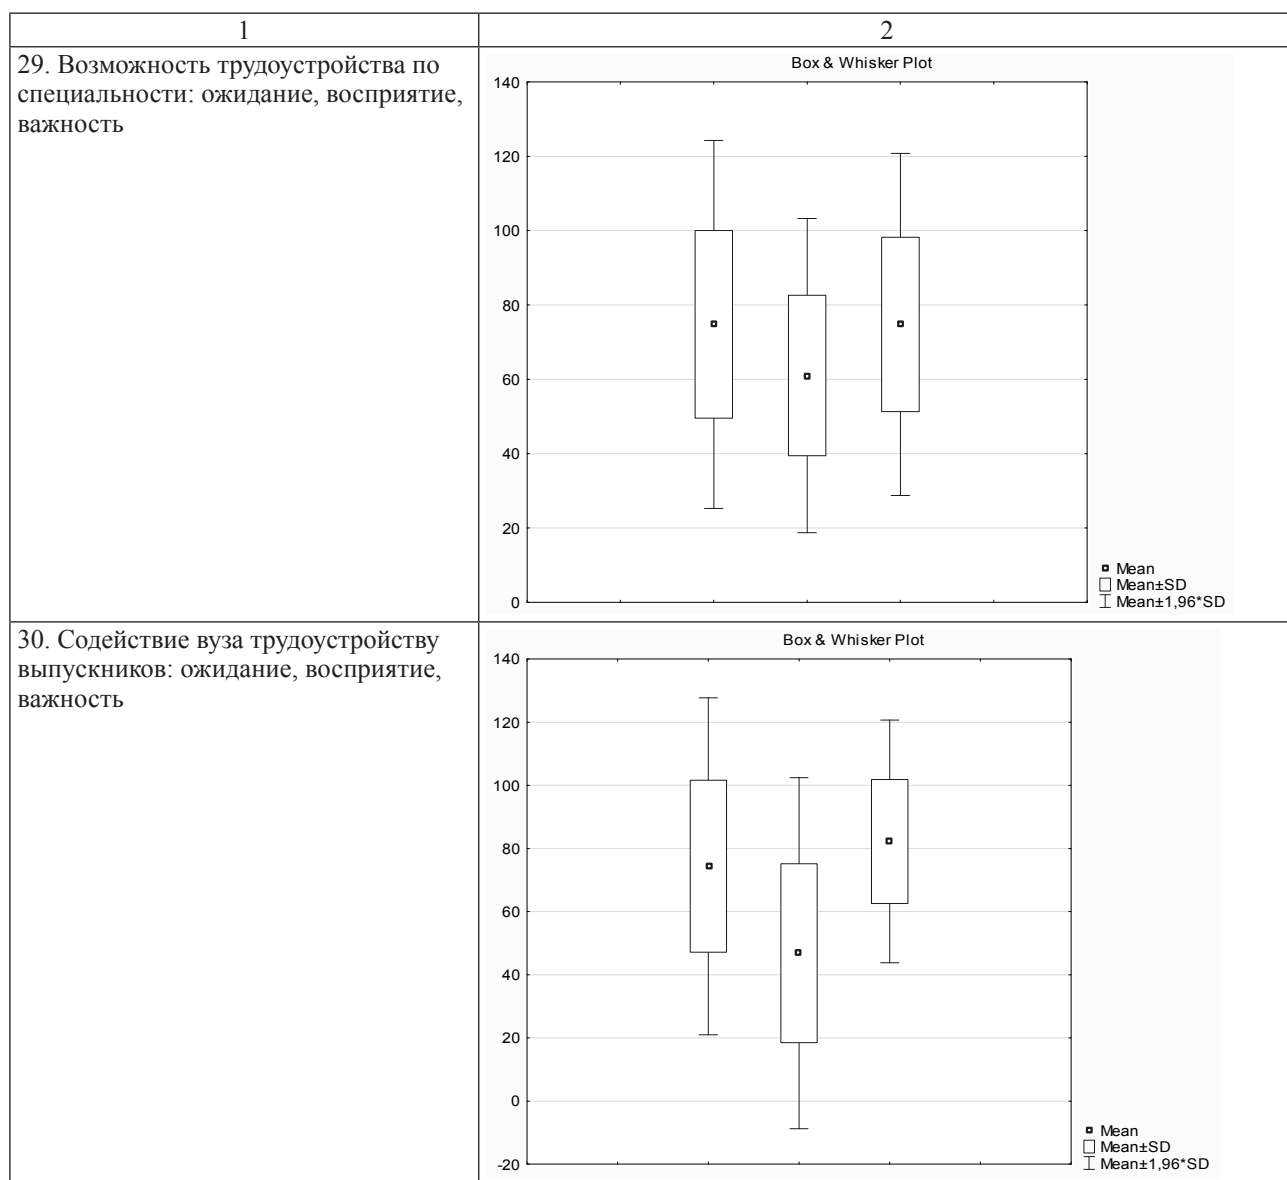 1
2
29. Возможность трудоустройства по
специальности: ожидание, восприятие,
важность
Box & Whisker Plot
140
120
100
80
60
40
20
0
Mean
Mean±SD
Mean±1,96*SD
30. Содействие вуза трудоустройству
выпускников: ожидание, восприятие,
важность
Box & Whisker Plot
140
120
100
80
60
40
20
0
-20
Mean
Mean±SD
Mean±1,96*SD